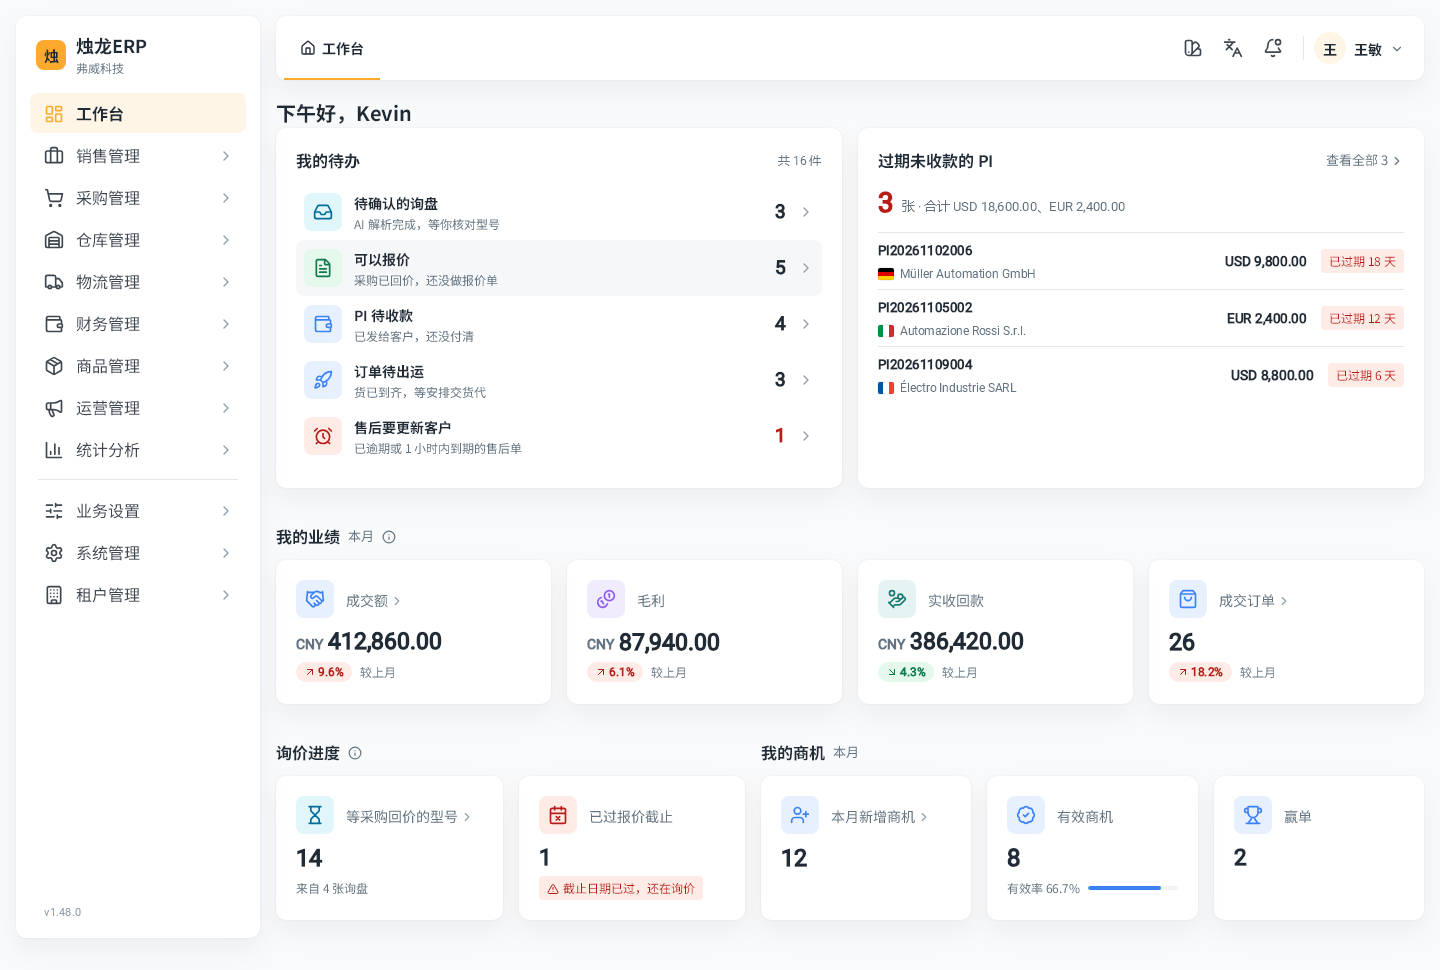 烛
烛龙ERP
弗威科技
工作台
销售管理
采购管理
仓库管理
物流管理
财务管理
商品管理
运营管理
统计分析
业务设置
系统管理
租户管理
v1.48.0
工作台
王
王敏
下午好，Kevin
我的待办
共 16 件
待确认的询盘
AI 解析完成，等你核对型号
3
可以报价
采购已回价，还没做报价单
5
PI 待收款
已发给客户，还没付清
4
订单待出运
货已到齐，等安排交货代
3
售后要更新客户
已逾期或 1 小时内到期的售后单
1
过期未收款的 PI
查看全部 3
3 张 · 合计 USD 18,600.00、EUR 2,400.00
PI20261102006
Müller Automation GmbH
USD 9,800.00
已过期 18 天
PI20261105002
Automazione Rossi S.r.l.
EUR 2,400.00
已过期 12 天
PI20261109004
Électro Industrie SARL
USD 8,800.00
已过期 6 天
我的业绩 本月
成交额
CNY 412,860.00
9.6% 较上月
毛利
CNY 87,940.00
6.1% 较上月
实收回款
CNY 386,420.00
4.3% 较上月
成交订单
26
18.2% 较上月
询价进度
等采购回价的型号
14
来自 4 张询盘
已过报价截止
1
截止日期已过，还在询价
我的商机 本月
本月新增商机
12
有效商机
8
有效率 66.7%
赢单
2